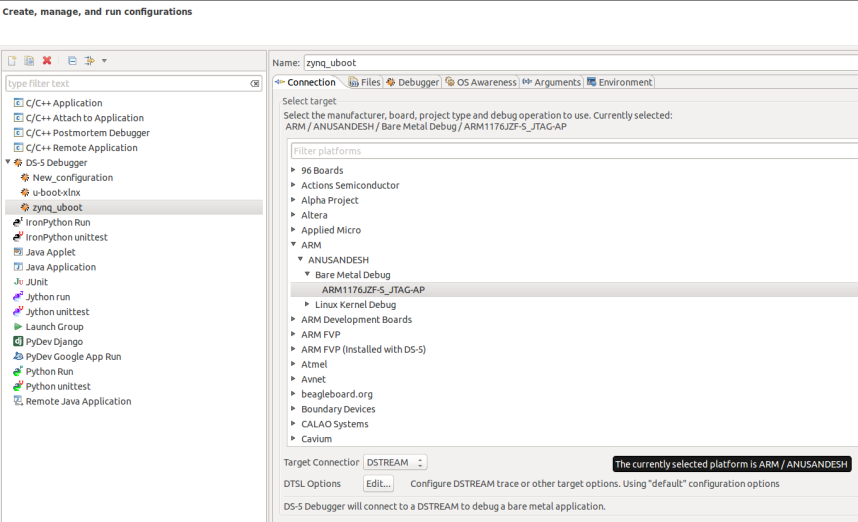 Create, manage, and run configurations
type filter text
C/C++ Application
C/C++ Attach to Application
C/C++ Postmortem Debugger
C/C++ Remote Application
DS-5 Debugger
New_configuration
u-boot-xlnx
zynq_uboot
IronPython Run
IronPython unittest
Java Applet
Java Application
JUnit
Jython run
Jython unittest
Launch Group
PyDev Django
PyDev Google App Run
Python Run
Python unittest
Remote Java Application
Name: zynq_uboot
Connection Files Debugger OS Awareness Arguments Environment
Select target
Select the manufacturer, board, project type and debug operation to use. Currently selected:
ARM / ANUSANDESH / Bare Metal Debug / ARM1176JZF-S_JTAG-AP
Filter platforms
96 Boards
Actions Semiconductor
Alpha Project
Altera
Applied Micro
ARM
ANUSANDESH
Bare Metal Debug
ARM1176JZF-S_JTAG-AP
Linux Kernel Debug
ARM Development Boards
ARM FVP
ARM FVP (Installed with DS-5)
Atmel
Avnet
beagleboard.org
Boundary Devices
CALAO Systems
Cavium
Target Connection DSTREAM
The currently selected platform is ARM / ANUSANDESH
DTSL Options Edit... Configure DSTREAM trace or other target options. Using "default" configuration options
DS-5 Debugger will connect to a DSTREAM to debug a bare metal application.